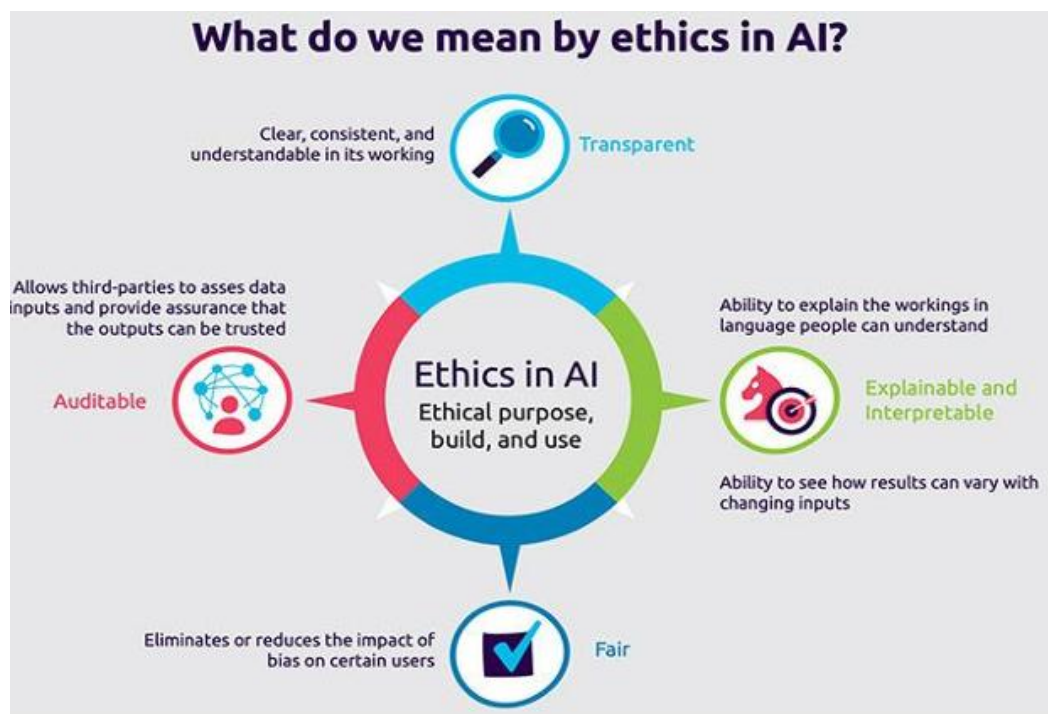 What do we mean by ethics in AI?
Clear, consistent, and
understandable in its working
Transparent
Allows third-parties to asses data
inputs and provide assurance that
the outputs can be trusted
Auditable
Ethics in AI
Ethical purpose,
build, and use
Ability to explain the workings in
language people can understand
Explainable and
Interpretable
Ability to see how results can vary with
changing inputs
Eliminates or reduces the impact of
bias on certain users
Fair